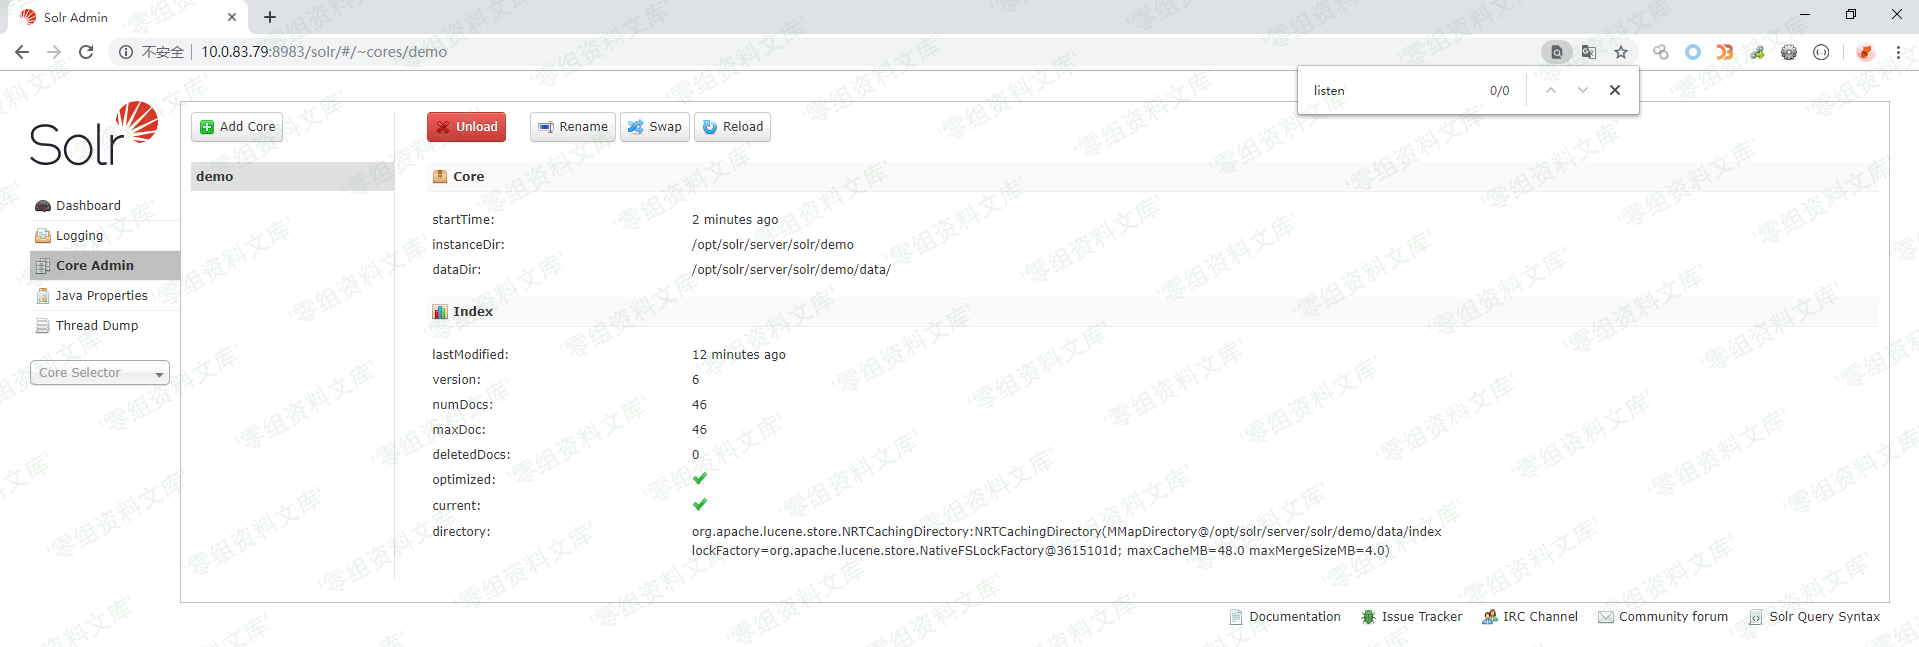 Solr Admin
不安全 10.0.83.79:8983/solr/#/~cores/demo
listen 0/0
Solr
Add Core Unload Rename Swap Reload
demo
Core
Dashboard
Logging
Core Admin
Java Properties
Thread Dump
Core Selector
startTime: 2 minutes ago
instanceDir: /opt/solr/server/solr/demo
dataDir: /opt/solr/server/solr/demo/data/
Index
lastModified: 12 minutes ago
version: 6
numDocs: 46
maxDoc: 46
deletedDocs: 0
optimized:
current:
directory: org.apache.lucene.store.NRTCachingDirectory:NRTCachingDirectory(MMapDirectory@/opt/solr/server/solr/demo/data/index
lockFactory=org.apache.lucene.store.NativeFSLockFactory@3615101d; maxCacheMB=48.0 maxMergeSizeMB=4.0)
Documentation Issue Tracker IRC Channel Community forum Solr Query Syntax
'零组资料文库'